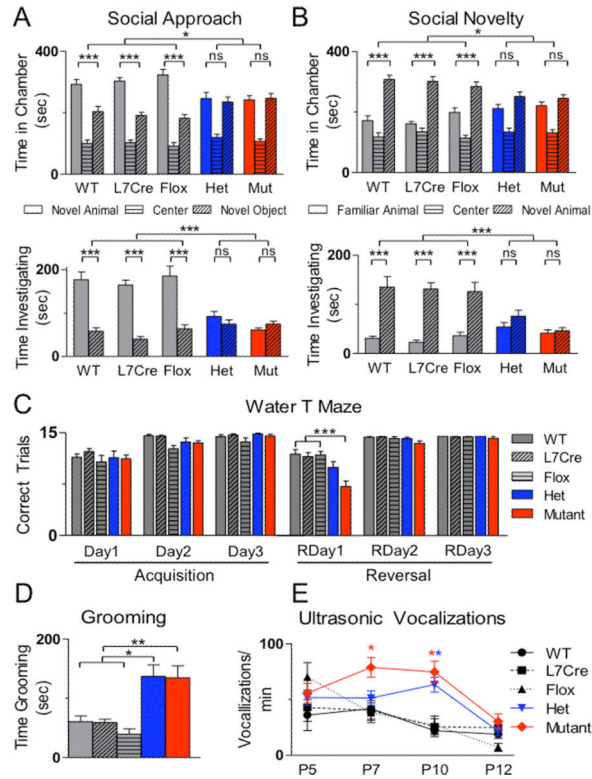 A Social Approach
400
200
0
Time in Chamber
(sec)
*
*** *** *** ns ns
WT L7Cre Flox Het Mut
Novel Animal Center Novel Object
200
0
Time Investigating
(sec)
***
*** *** *** ns ns
WT L7Cre Flox Het Mut
B Social Novelty
400
200
0
Time in Chamber
(sec)
*
*** *** *** ns ns
WT L7Cre Flox Het Mut
Familiar Animal Center Novel Animal
200
0
Time Investigating
(sec)
***
*** *** *** ns ns
WT L7Cre Flox Het Mut
C Water T Maze
15
0
Correct Trials
***
Day1 Day2 Day3 RDay1 RDay2 RDay3
Acquisition Reversal
WT
L7Cre
Flox
Het
Mutant
D Grooming
200
0
Time Grooming
(sec)
**
*
E Ultrasonic Vocalizations
100
0
Vocallizations/
min
* **
P5 P7 P10 P12
WT
L7Cre
Flox
Het
Mutant